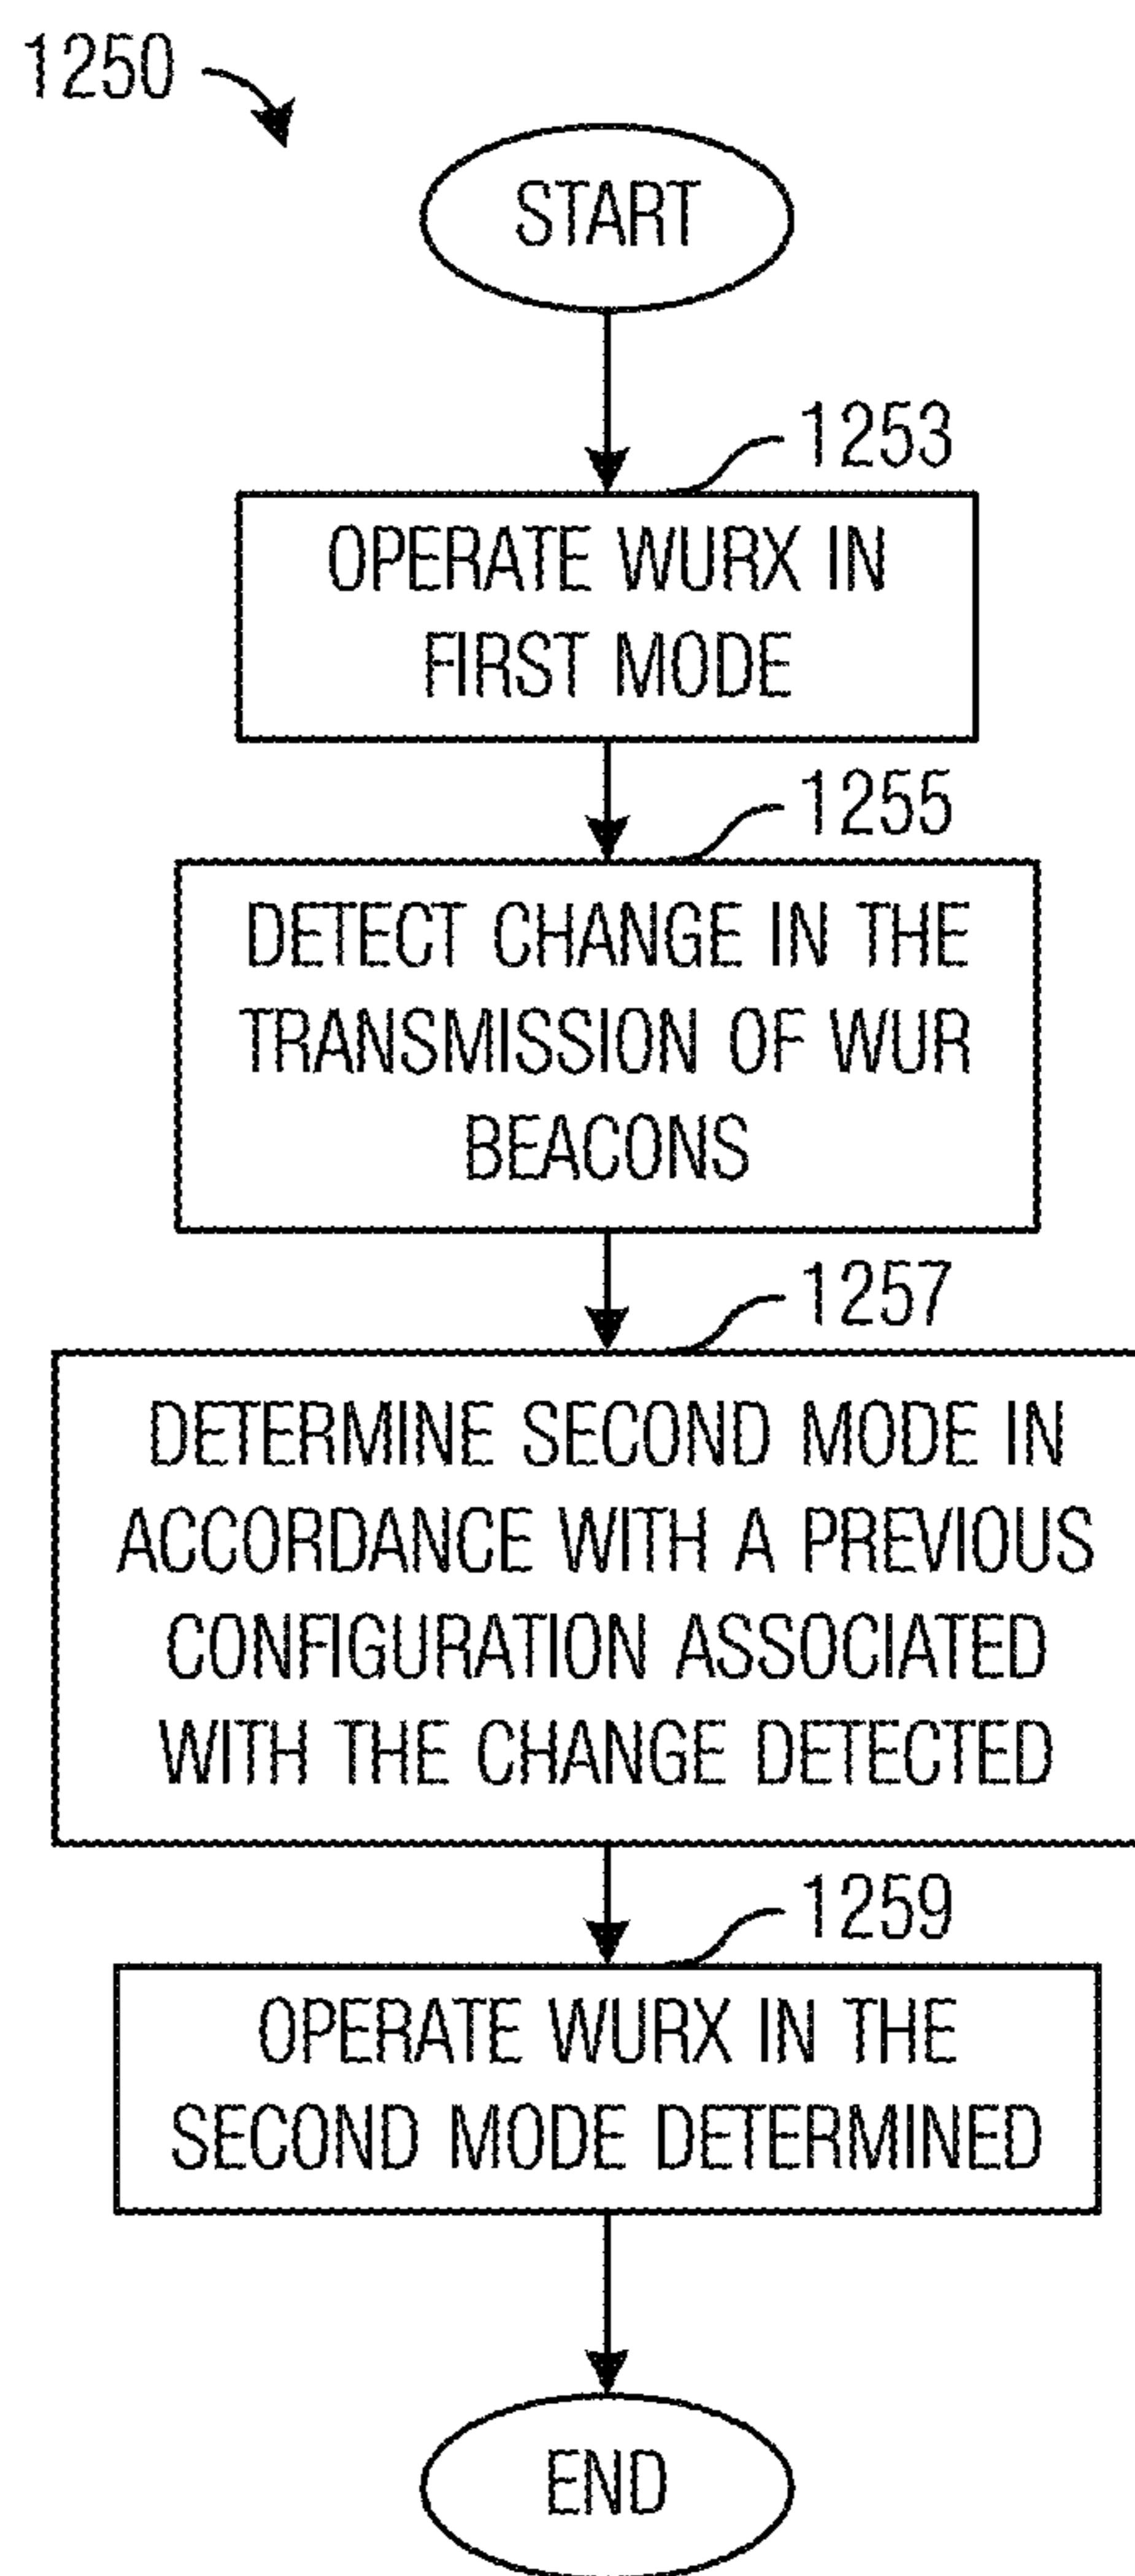 1250
START
1253
OPERATE WURX IN
FIRST MODE
1255
DETECT CHANGE IN THE
TRANSMISSION OF WUR
BEACONS
1257
DETERMINE SECOND MODE IN
ACCORDANCE WITH A PREVIOUS
CONFIGURATION ASSOCIATED
WITH THE CHANGE DETECTED
1259
OPERATE WURX IN THE
SECOND MODE DETERMINED
END